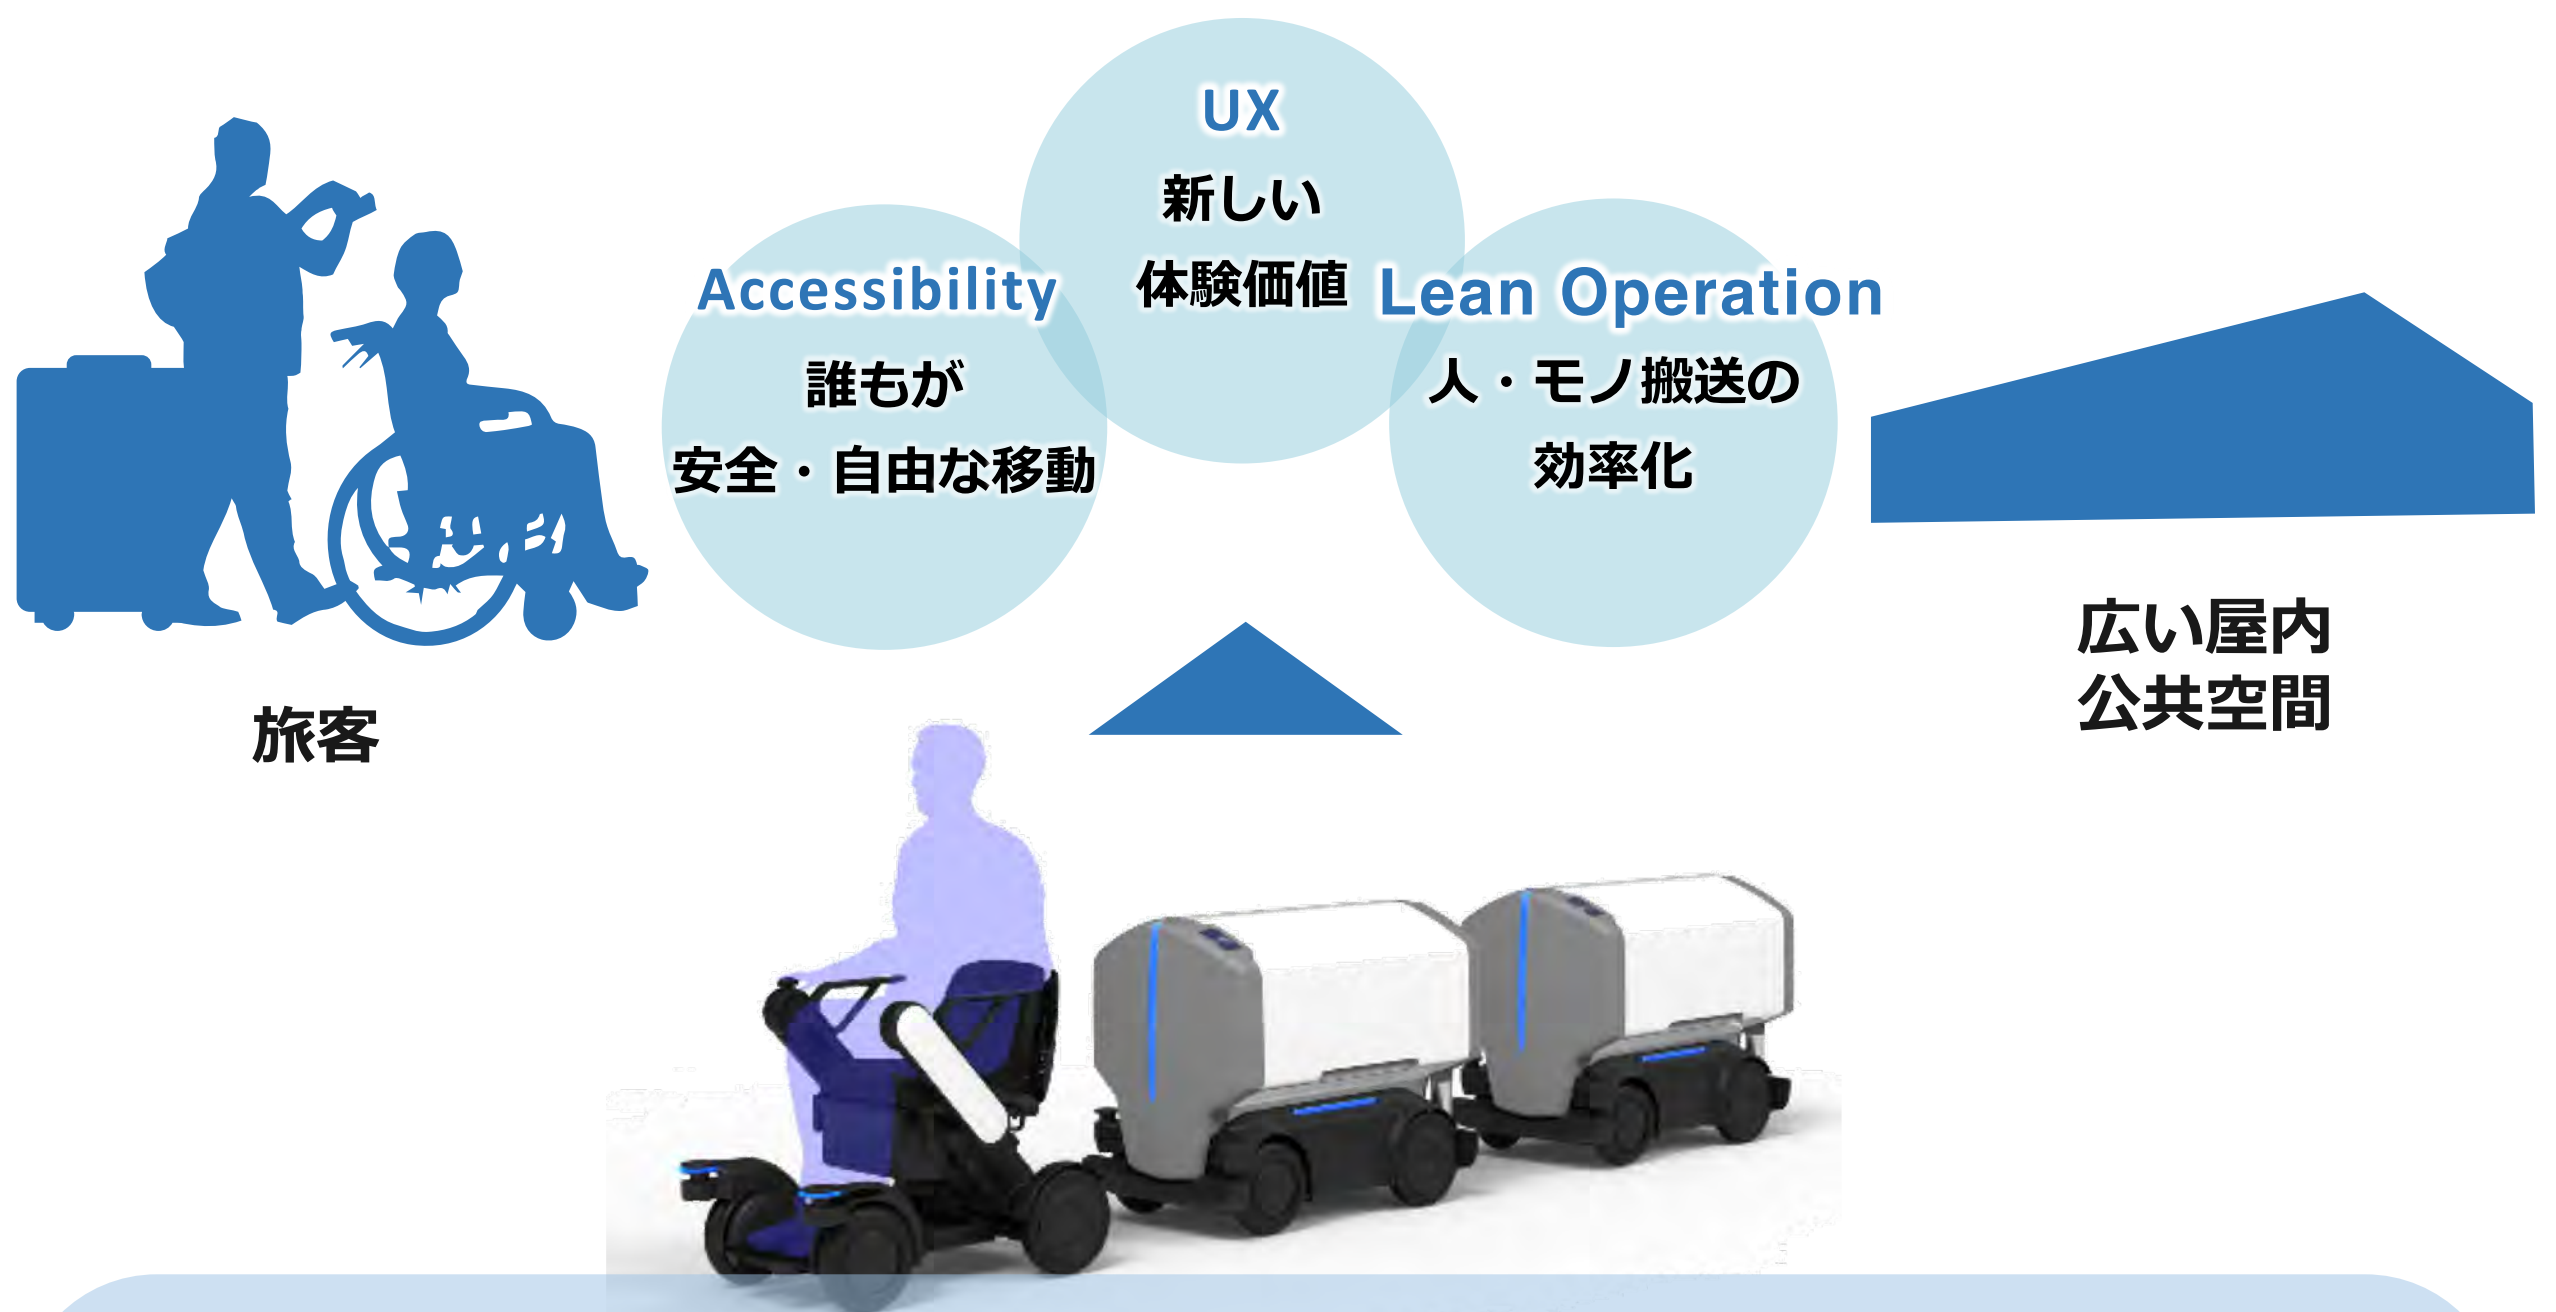 UX
新しい
体験価値
Accessibility
誰もが
安全・自由な移動
Lean Operation
人・モノ搬送の
効率化
旅客
広い屋内
公共空間